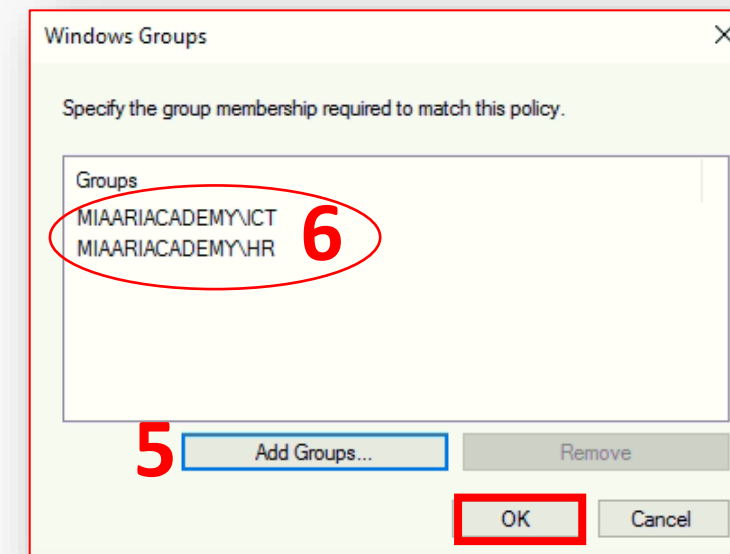 Windows Groups
Specify the group membership required to match this policy.
Groups
MIAARIACADEMY\ICT
MIAARIACADEMY\HR
6
5
Add Groups...
Remove
OK
Cancel